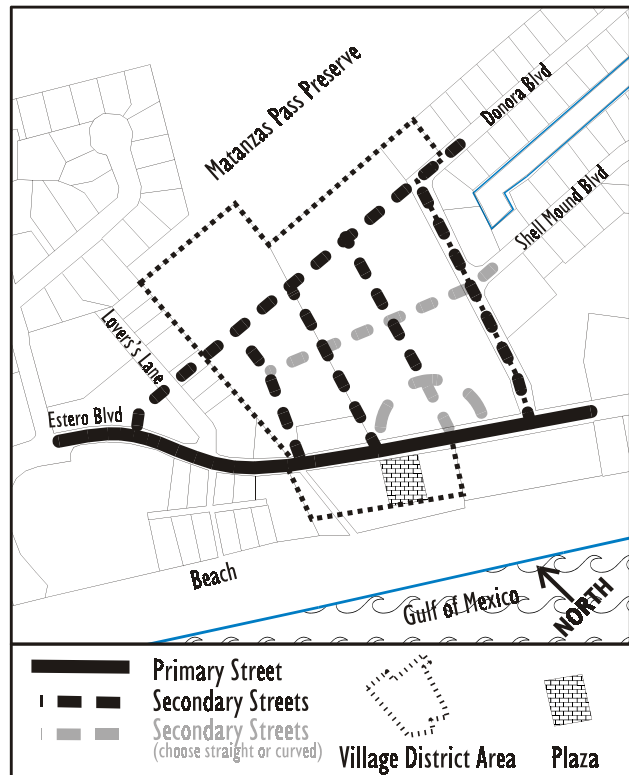 Matanzas Pass Preserve
Donora Blvd
Shell Mound Blvd
Lovers's Lane
Estero Blvd
Beach
Gulf of Mexico
NORTH
Primary Street
Secondary Streets
Secondary Streets
(choose straight or curved)
Village District Area
Plaza